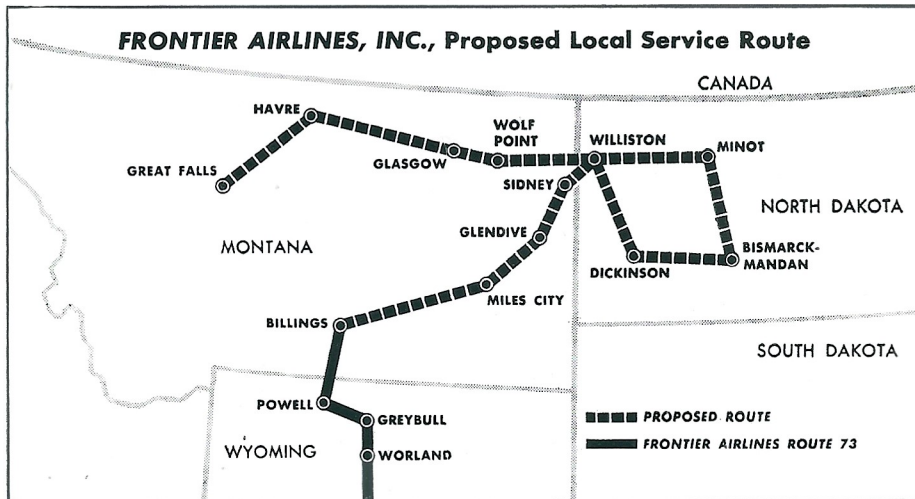 FRONTIER AIRLINES, INC., Proposed Local Service Route
CANADA
HAVRE
WOLF
POINT
WILLISTON
MINOT
GLASGOW
GREAT FALLS
SIDNEY
NORTH DAKOTA
GLENDIVE
MONTANA
BISMARCK-
MANDAN
DICKINSON
MILES CITY
BILLINGS
SOUTH DAKOTA
POWELL
GREYBULL
PROPOSED ROUTE
WYOMING
WORLAND
FRONTIER AIRLINES ROUTE 73